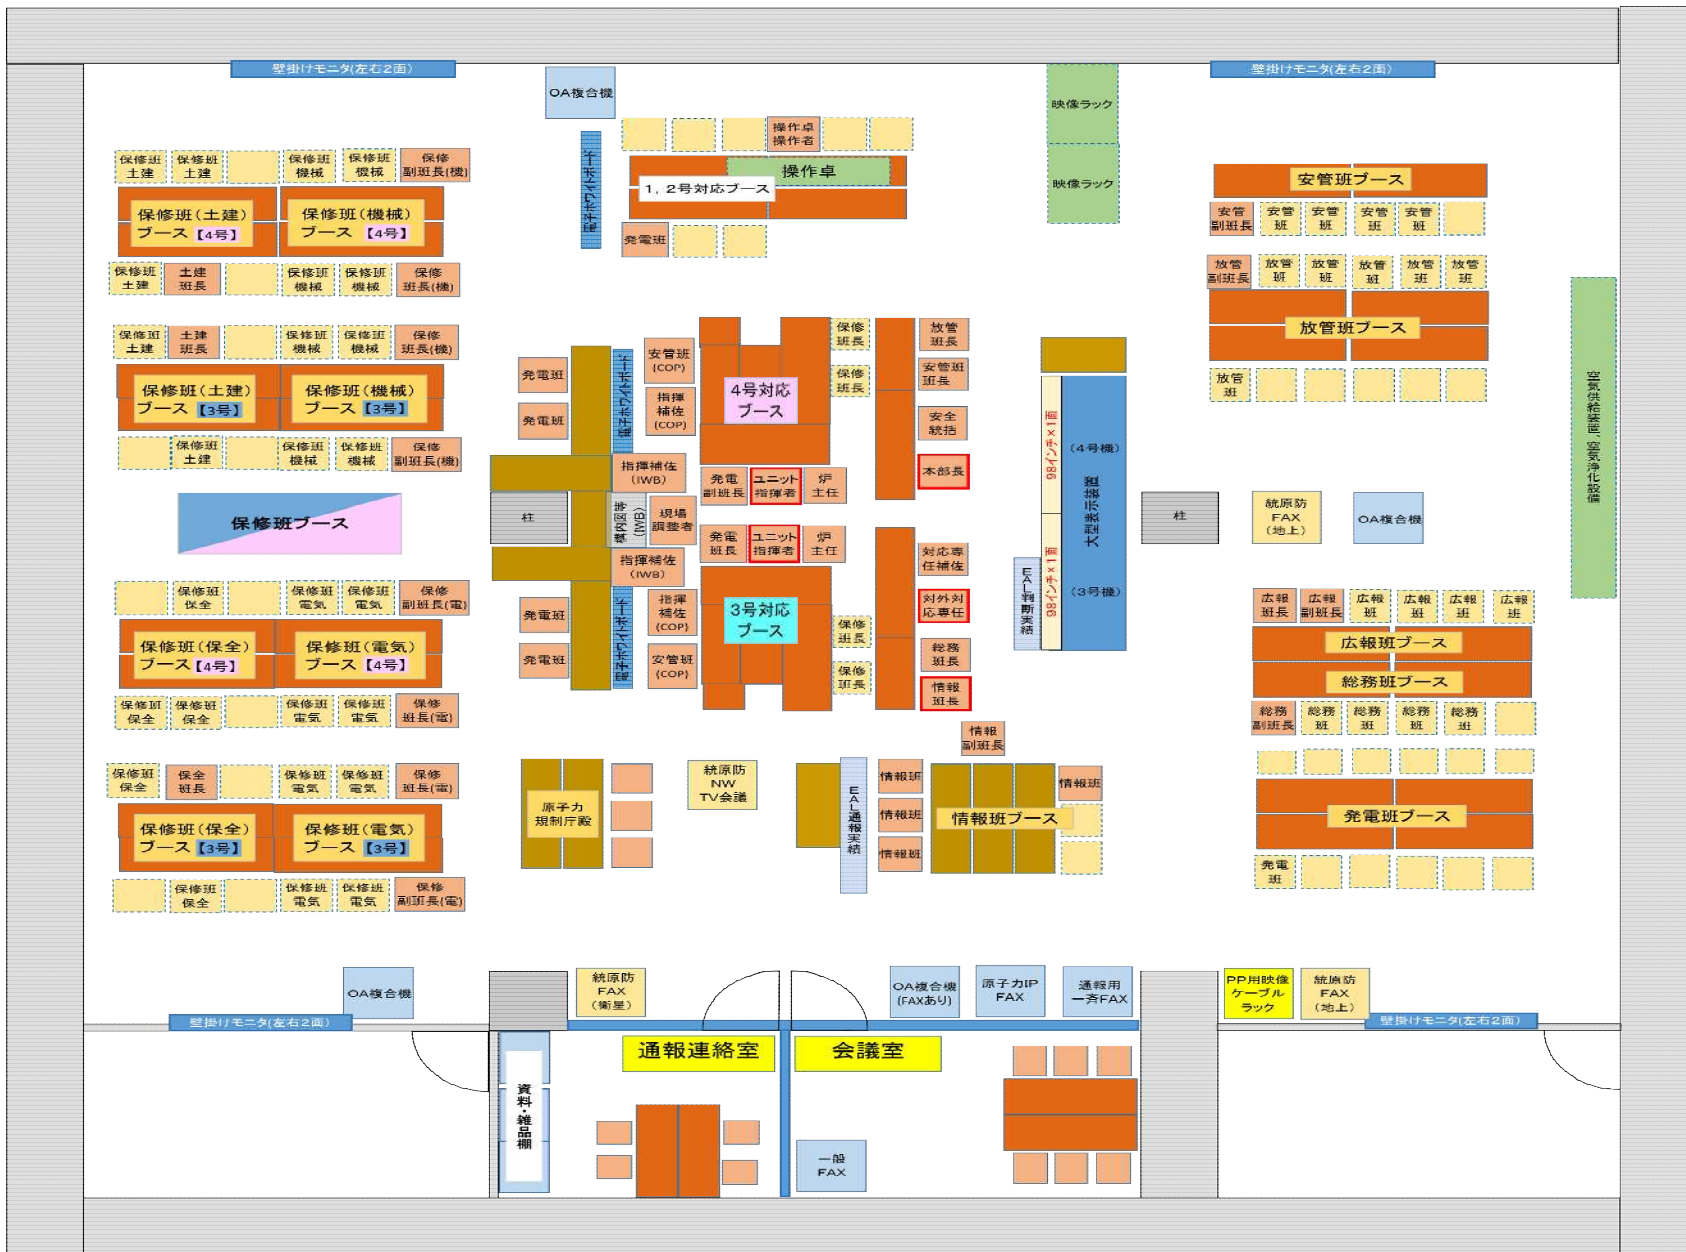 壁掛けモニタ(左右2面)
壁掛けモニタ(左右2面)
OA複合機
電子ホワイトボード
操作卓
操作者
操作卓
1，2号対応ブース
発電班
映像ラック
映像ラック
保修班
土建
保修班
土建
保修班
機械
保修班
機械
保修
副班長(機)
保修班(土建)
ブース【4号】
保修班(機械)
ブース【4号】
保修班
土建
土建
班長
保修班
機械
保修班
機械
保修
班長(機)
保修班
土建
土建
班長
保修班
機械
保修班
機械
保修
班長(機)
保修班(土建)
ブース【3号】
保修班(機械)
ブース【3号】
保修班
土建
保修班
機械
保修班
機械
保修
副班長(機)
保修班ブース
保修班
保全
保修班
電気
保修班
電気
保修
副班長(電)
保修班(保全)
ブース【4号】
保修班(電気)
ブース【4号】
保修班
保全
保修班
保全
保修班
電気
保修班
電気
保修
班長(電)
保修班
保全
保全
班長
保修班
電気
保修班
電気
保修
班長(電)
保修班(保全)
ブース【3号】
保修班(電気)
ブース【3号】
保修班
保全
保修班
電気
保修班
電気
保修
副班長(電)
発電班
発電班
電子ホワイトボード
安管班
(COP)
指揮
補佐
(COP)
4号対応
ブース
保修
班長
保修
班長
放管
班長
安管班
班長
安全
統括
本部長
指揮補佐
(IWB)
発電
副班長
ユニット
指揮者
炉
主任
柱
構内図等
(IWB)
現場
調整者
発電
班長
ユニット
指揮者
炉
主任
指揮補佐
(IWB)
発電班
発電班
電子ホワイトボード
指揮
補佐
(COP)
安管班
(COP)
3号対応
ブース
保修
班長
保修
班長
対応専
任補佐
対外対
応専任
総務
班長
情報
班長
情報
副班長
98インチ×1面
98インチ×1面
(4号機)
大型表示装置
(3号機)
EAL判断実績
柱
統原防
FAX
(地上)
OA複合機
安管班ブース
安管
副班長
安管
班
安管
班
安管
班
安管
班
放管
副班長
放管
班
放管
班
放管
班
放管
班
放管
班
放管班ブース
放管
班
空気供給装置，空気浄化設備
広報
班長
広報
副班長
広報
班
広報
班
広報
班
広報
班
広報班ブース
総務班ブース
総務
副班長
総務
班
総務
班
総務
班
総務
班
発電班ブース
発電
班
原子力
規制庁殿
統原防
NW
TV会議
EAL通報実績
情報班
情報班
情報班
情報班ブース
情報班
OA複合機
統原防
FAX
(衛星)
OA複合機
(FAXあり)
原子力IP
FAX
通報用
一斉FAX
PP用映像
ケーブル
ラック
統原防
FAX
(地上)
壁掛けモニタ(左右2面)
壁掛けモニタ(左右2面)
通報連絡室
会議室
資料・雑品棚
一般
FAX